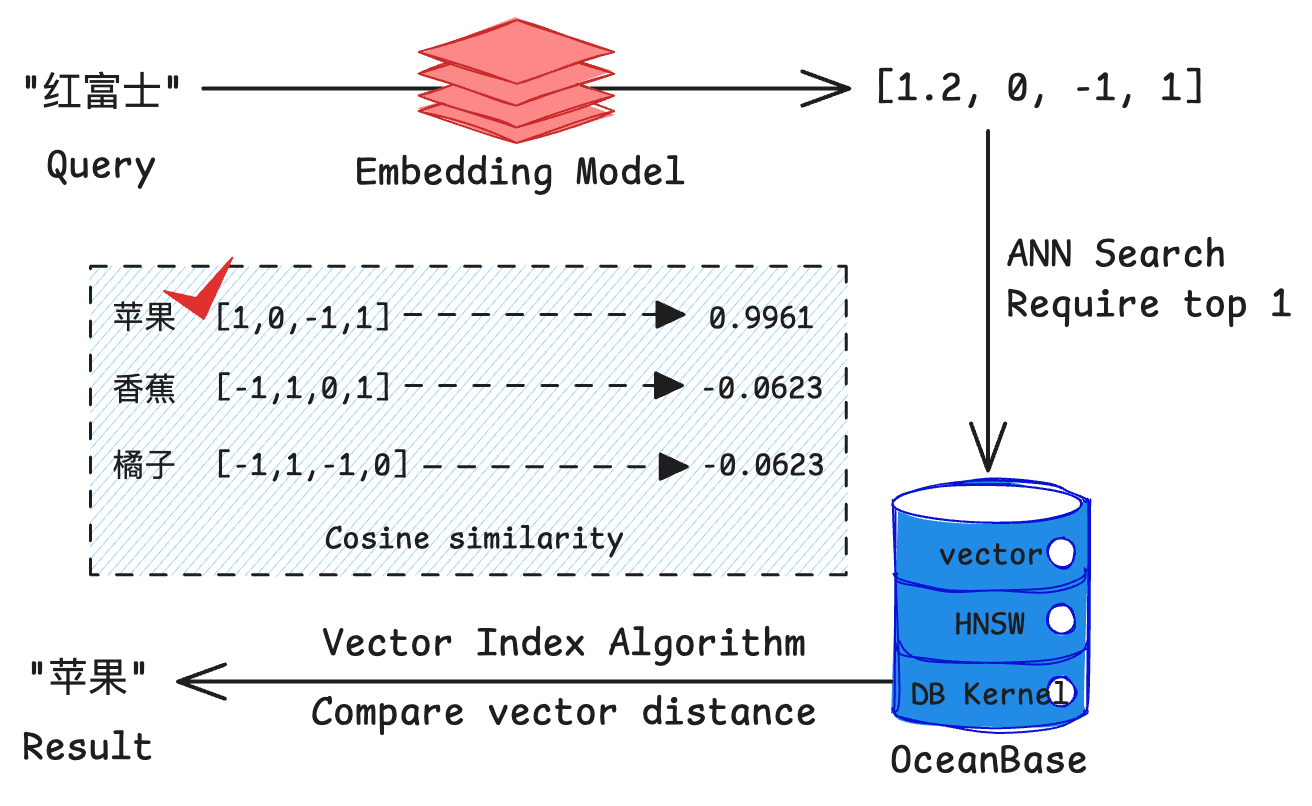 "红富士"
Query
Embedding Model
[1.2, 0, -1, 1]
ANN Search
Require top 1
苹果 [1,0,-1,1] 0.9961
香蕉 [-1,1,0,1] -0.0623
橘子 [-1,1,-1,0] -0.0623
Cosine similarity
vector
HNSW
DB Kernel
OceanBase
Vector Index Algorithm
Compare vector distance
"苹果"
Result